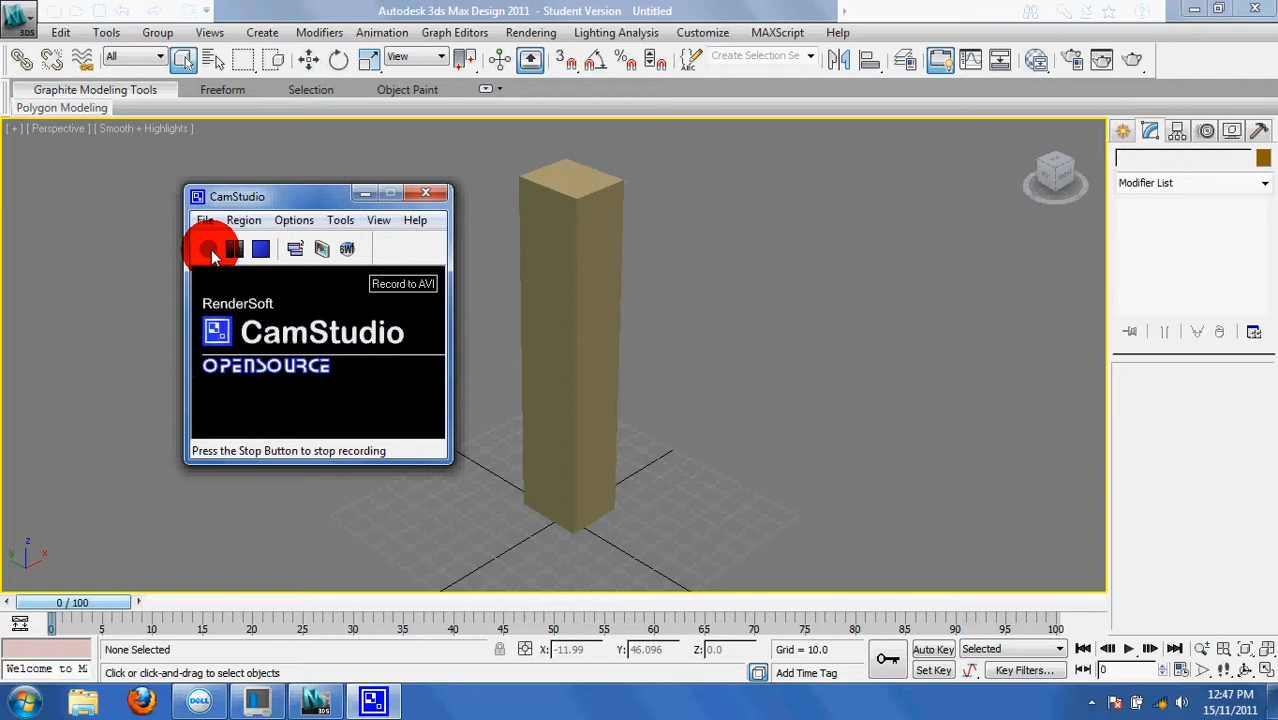 Autodesk 3ds Max Design 2011 - Student Version Untitled
3DS
Edit Tools Group Views Create Modifiers Animation Graph Editors Rendering Lighting Analysis Customize MAXScript Help
All View 3 Create Selection Se
Graphite Modeling Tools Freeform Selection Object Paint
Polygon Modeling
[ + ] [ Perspective ] [ Smooth + Highlights ]
Modifier List
CamStudio
File Region Options Tools View Help
Record to AVI
RenderSoft
CamStudio
OPENSOURCE
Press the Stop Button to stop recording
z
y x
0 / 100
0 5 10 15 20 25 30 35 40 45 50 55 60 65 70 75 80 85 90 95 100
None Selected X: -11.99 Y: 46.096 Z: 0.0 Grid = 10.0 Auto Key Selected
Welcome to M Click or click-and-drag to select objects Add Time Tag Set Key Key Filters... 0
12:47 PM
15/11/2011